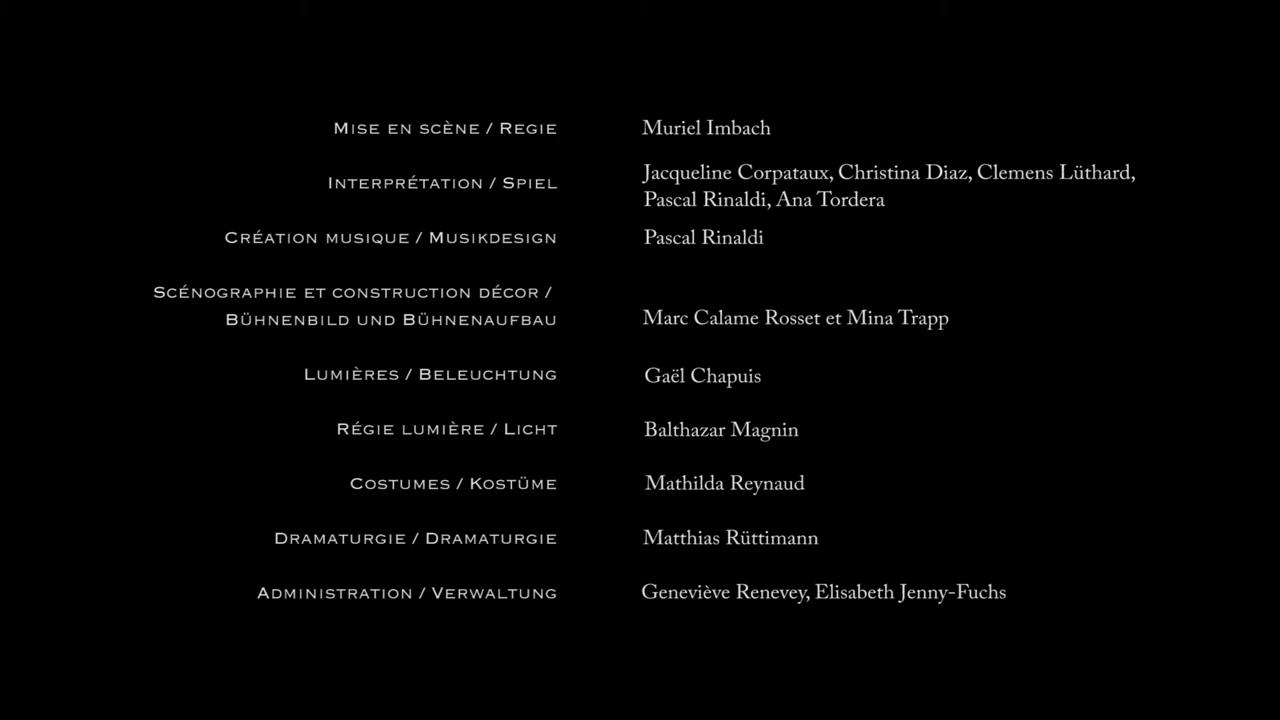 Mise en scène / Regie Muriel Imbach
Interprétation / Spiel Jacqueline Corpataux, Christina Diaz, Clemens Lüthard,
Pascal Rinaldi, Ana Tordera
Création musique / Musikdesign Pascal Rinaldi
Scénographie et construction décor /
Bühnenbild und Bühnenaufbau Marc Calame Rosset et Mina Trapp
Lumières / Beleuchtung Gaël Chapuis
Régie lumière / Licht Balthazar Magnin
Costumes / Kostüme Mathilda Reynaud
Dramaturgie / Dramaturgie Matthias Rüttimann
Administration / Verwaltung Geneviève Renevey, Elisabeth Jenny-Fuchs